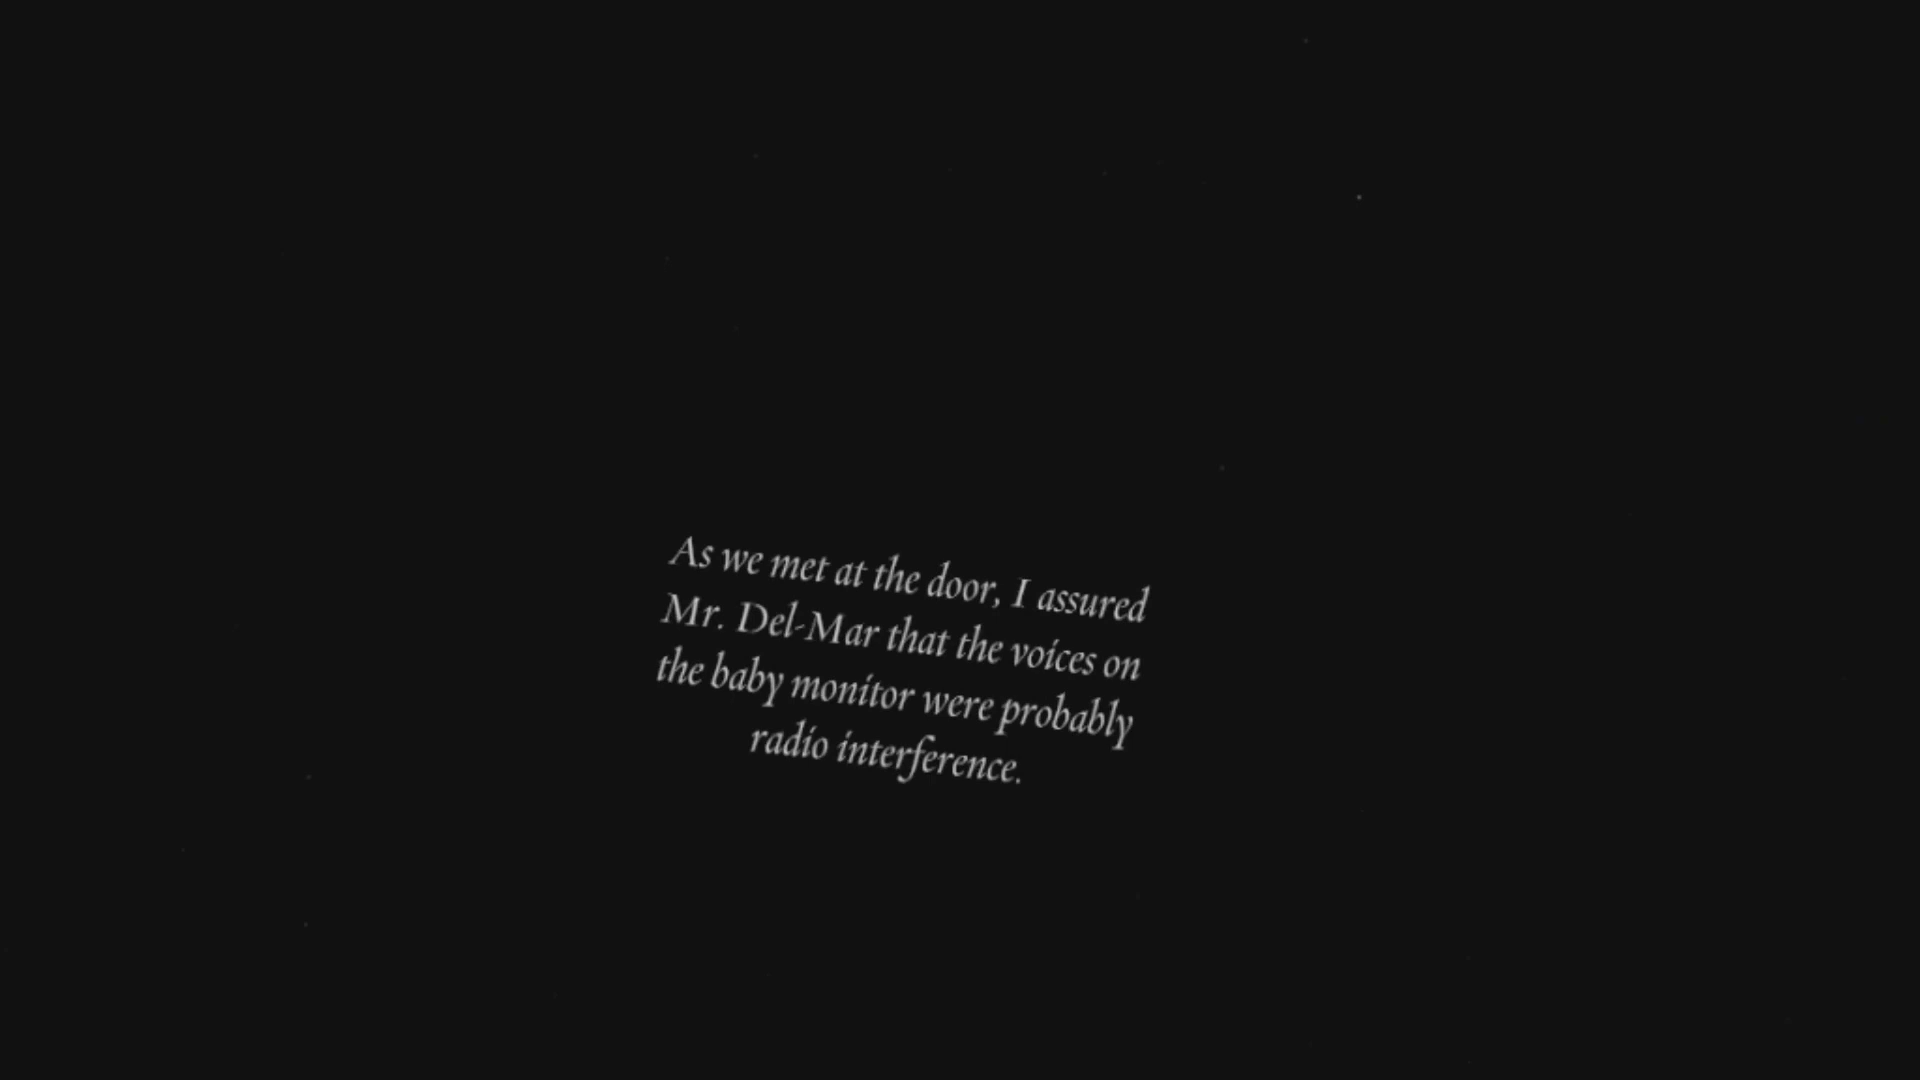 As we met at the door, I assured
Mr. Del-Mar that the voices on
the baby monitor were probably
radio interference.